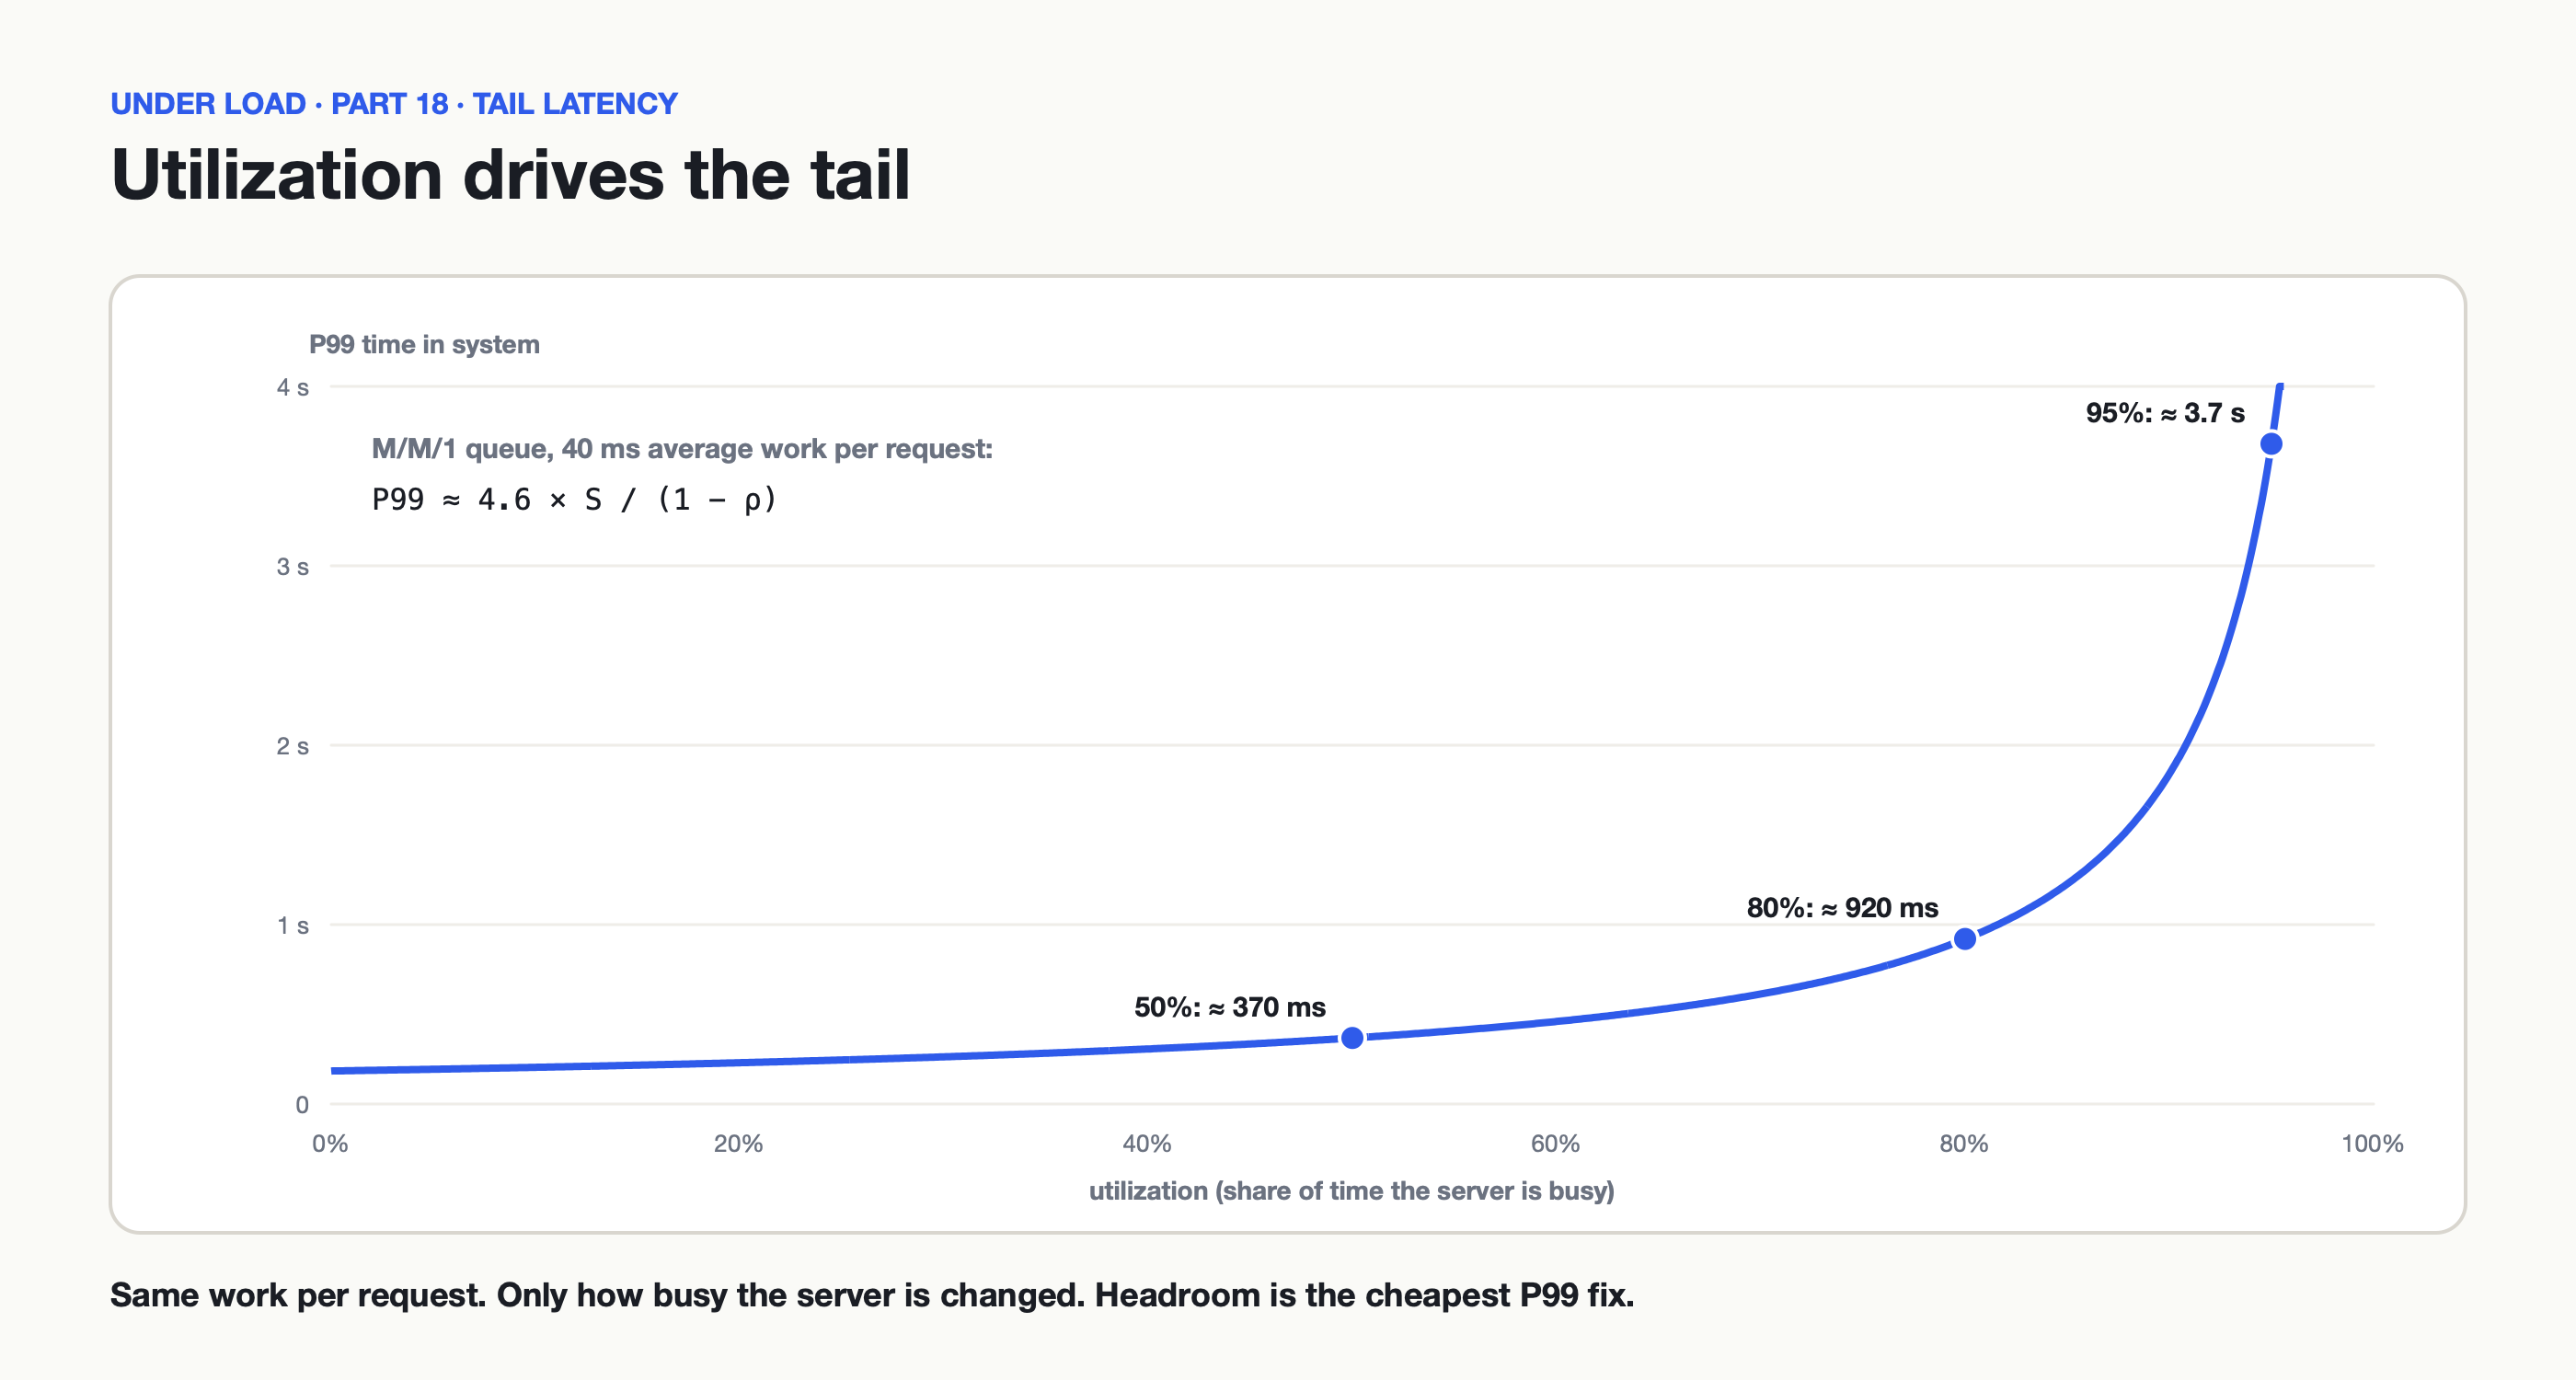 UNDER LOAD · PART 18 · TAIL LATENCY
Utilization drives the tail
P99 time in system
4 s
95%: ≈ 3.7 s
M/M/1 queue, 40 ms average work per request:
P99 ≈ 4.6 × S / (1 − ρ)
3 s
2 s
80%: ≈ 920 ms
1 s
50%: ≈ 370 ms
0
0% 20% 40% 60% 80% 100%
utilization (share of time the server is busy)
Same work per request. Only how busy the server is changed. Headroom is the cheapest P99 fix.